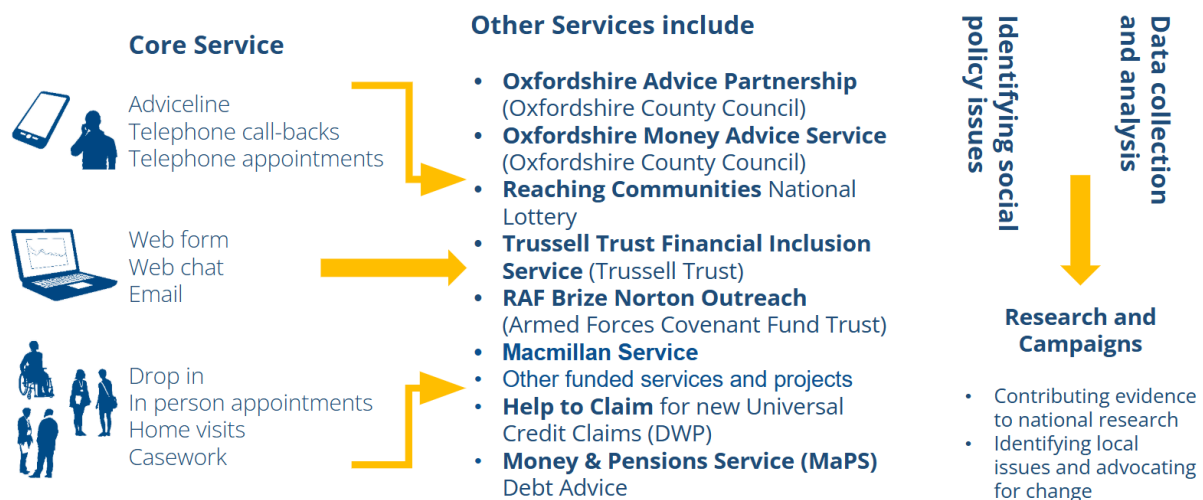 Core Service
Adviceline
Telephone call-backs
Telephone appointments
Web form
Web chat
Email
Drop in
In person appointments
Home visits
Casework
Other Services include
• Oxfordshire Advice Partnership
(Oxfordshire County Council)
• Oxfordshire Money Advice Service
(Oxfordshire County Council)
• Reaching Communities National
Lottery
• Trussell Trust Financial Inclusion
Service (Trussell Trust)
• RAF Brize Norton Outreach
(Armed Forces Covenant Fund Trust)
• Macmillan Service
• Other funded services and projects
• Help to Claim for new Universal
Credit Claims (DWP)
• Money & Pensions Service (MaPS)
Debt Advice
Identifying social
policy issues
Data collection
and analysis
Research and
Campaigns
• Contributing evidence
to national research
• Identifying local
issues and advocating
for change